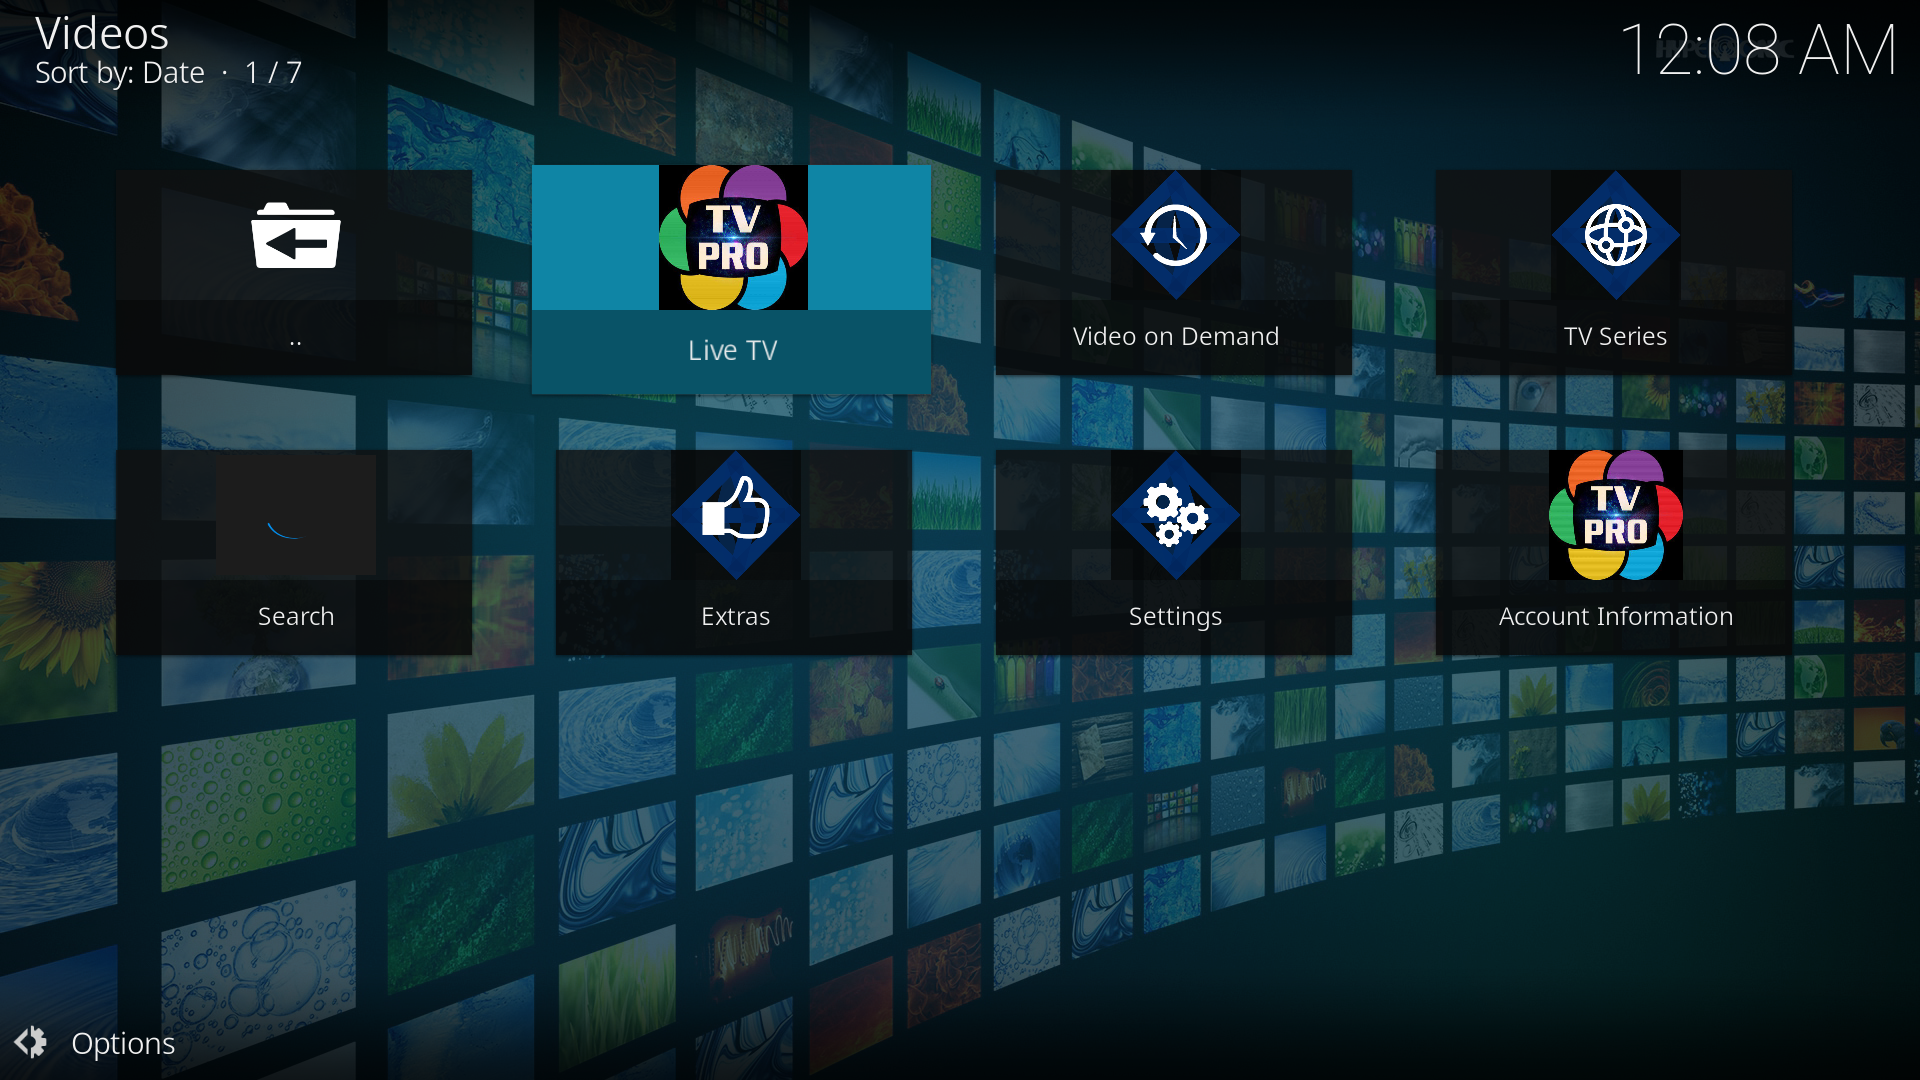 Videos
Sort by: Date · 1 / 7
12:08 AM
TV
PRO
..
Live TV
Video on Demand
TV Series
TV
PRO
Search
Extras
Settings
Account Information
Options